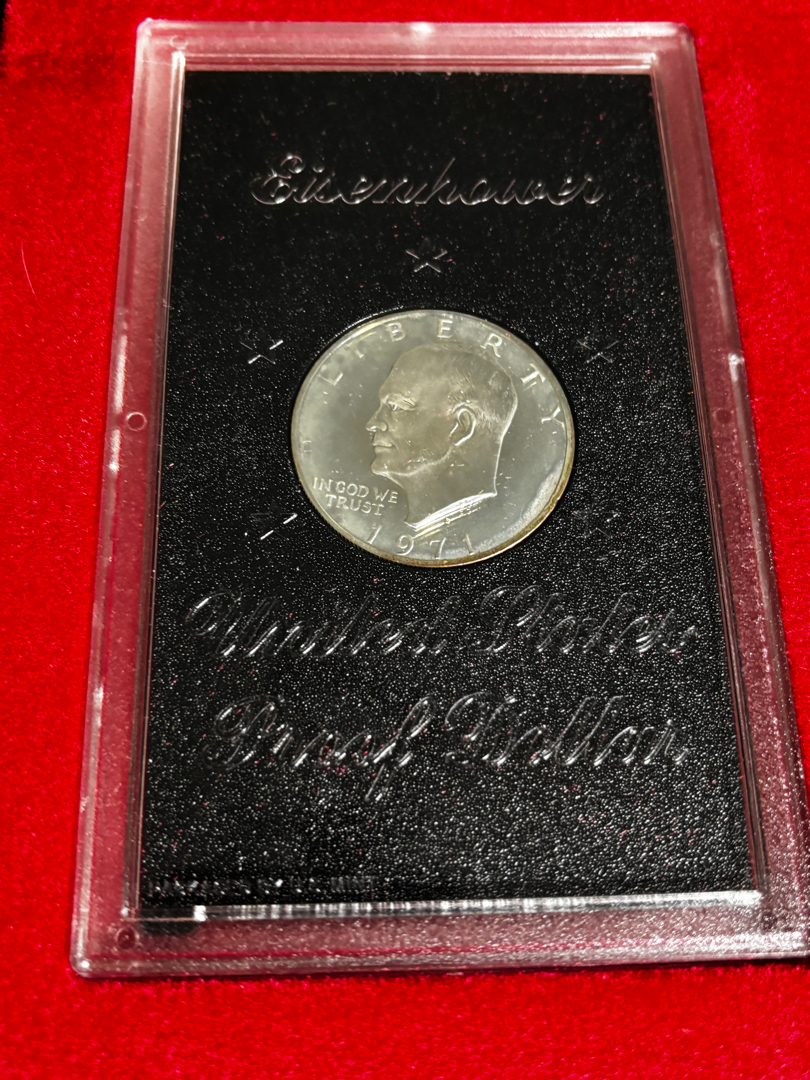 Eisenhower
LIBERTY
IN GOD WE
TRUST
1971
United States
Proof Dollar